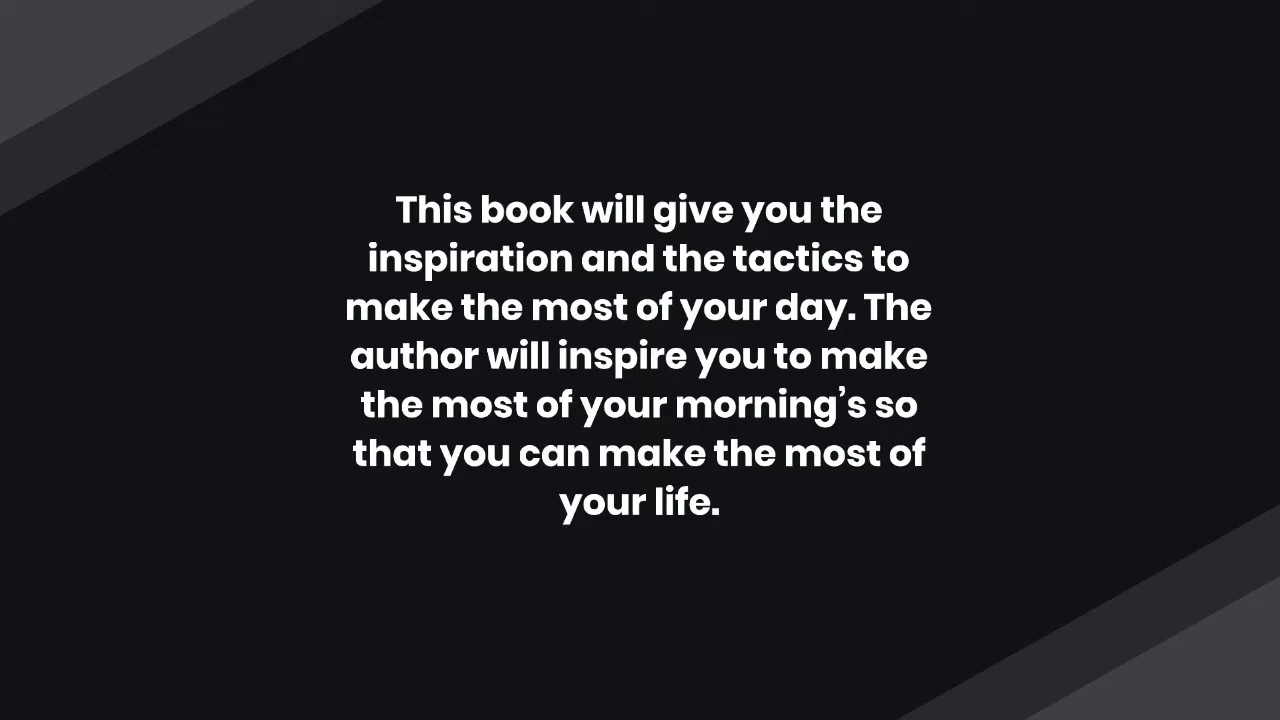 This book will give you the
inspiration and the tactics to
make the most of your day. The
author will inspire you to make
the most of your morning’s so
that you can make the most of
your life.